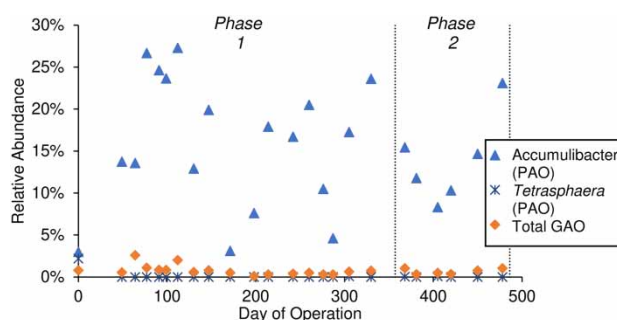 Phase
1
Phase
2
30%
25%
20%
15%
10%
5%
0%
Relative Abundance
0
100
200
300
400
500
Day of Operation
Accumulibacter
(PAO)
Tetrasphaera
(PAO)
Total GAO